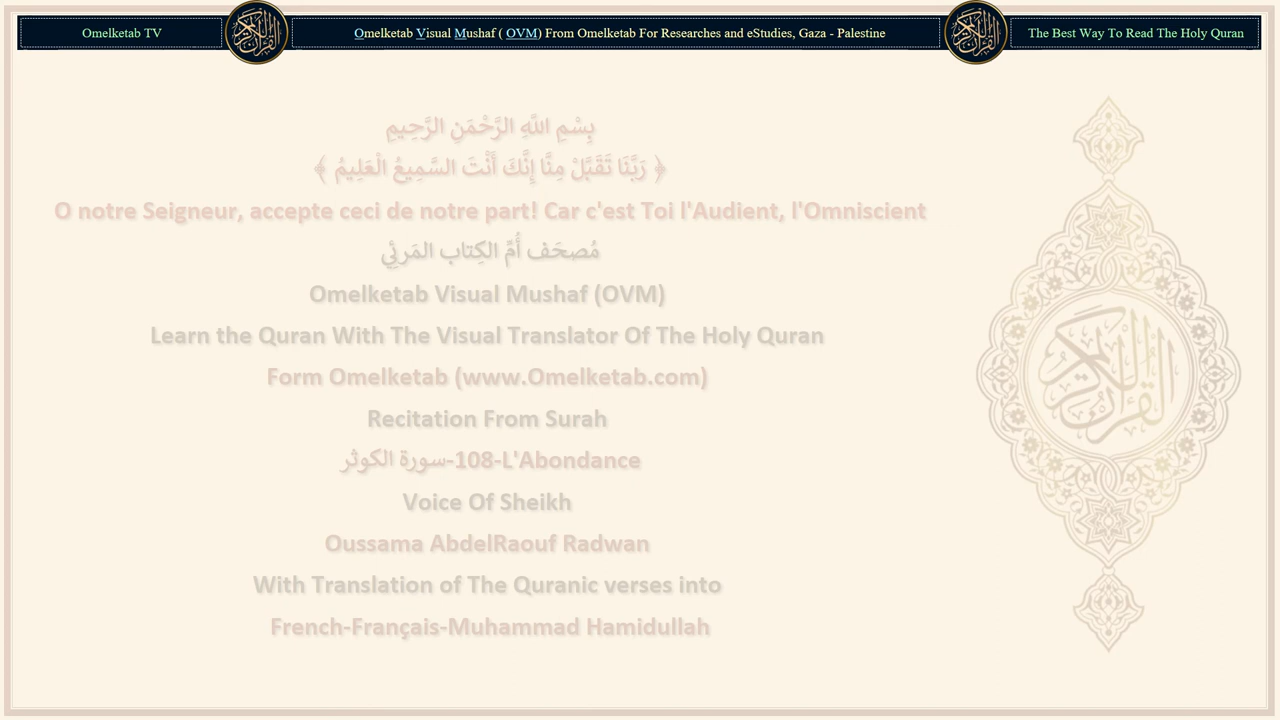 Omelketab TV
Omelketab Visual Mushaf ( OVM) From Omelketab For Researches and eStudies, Gaza - Palestine
The Best Way To Read The Holy Quran
بِسْمِ اللَّهِ الرَّحْمَنِ الرَّحِيمِ
﴿ رَبَّنَا تَقَبَّلْ مِنَّا إِنَّكَ أَنْتَ السَّمِيعُ الْعَلِيمُ ﴾
O notre Seigneur, accepte ceci de notre part! Car c'est Toi l'Audient, l'Omniscient
مُصحَف أُمِّ الكِتاب المَرئِي
Omelketab Visual Mushaf (OVM)
Learn the Quran With The Visual Translator Of The Holy Quran
Form Omelketab (www.Omelketab.com)
Recitation From Surah
سورة الكوثر-108-L'Abondance
Voice Of Sheikh
Oussama AbdelRaouf Radwan
With Translation of The Quranic verses into
French-Français-Muhammad Hamidullah
القرآن الكريم